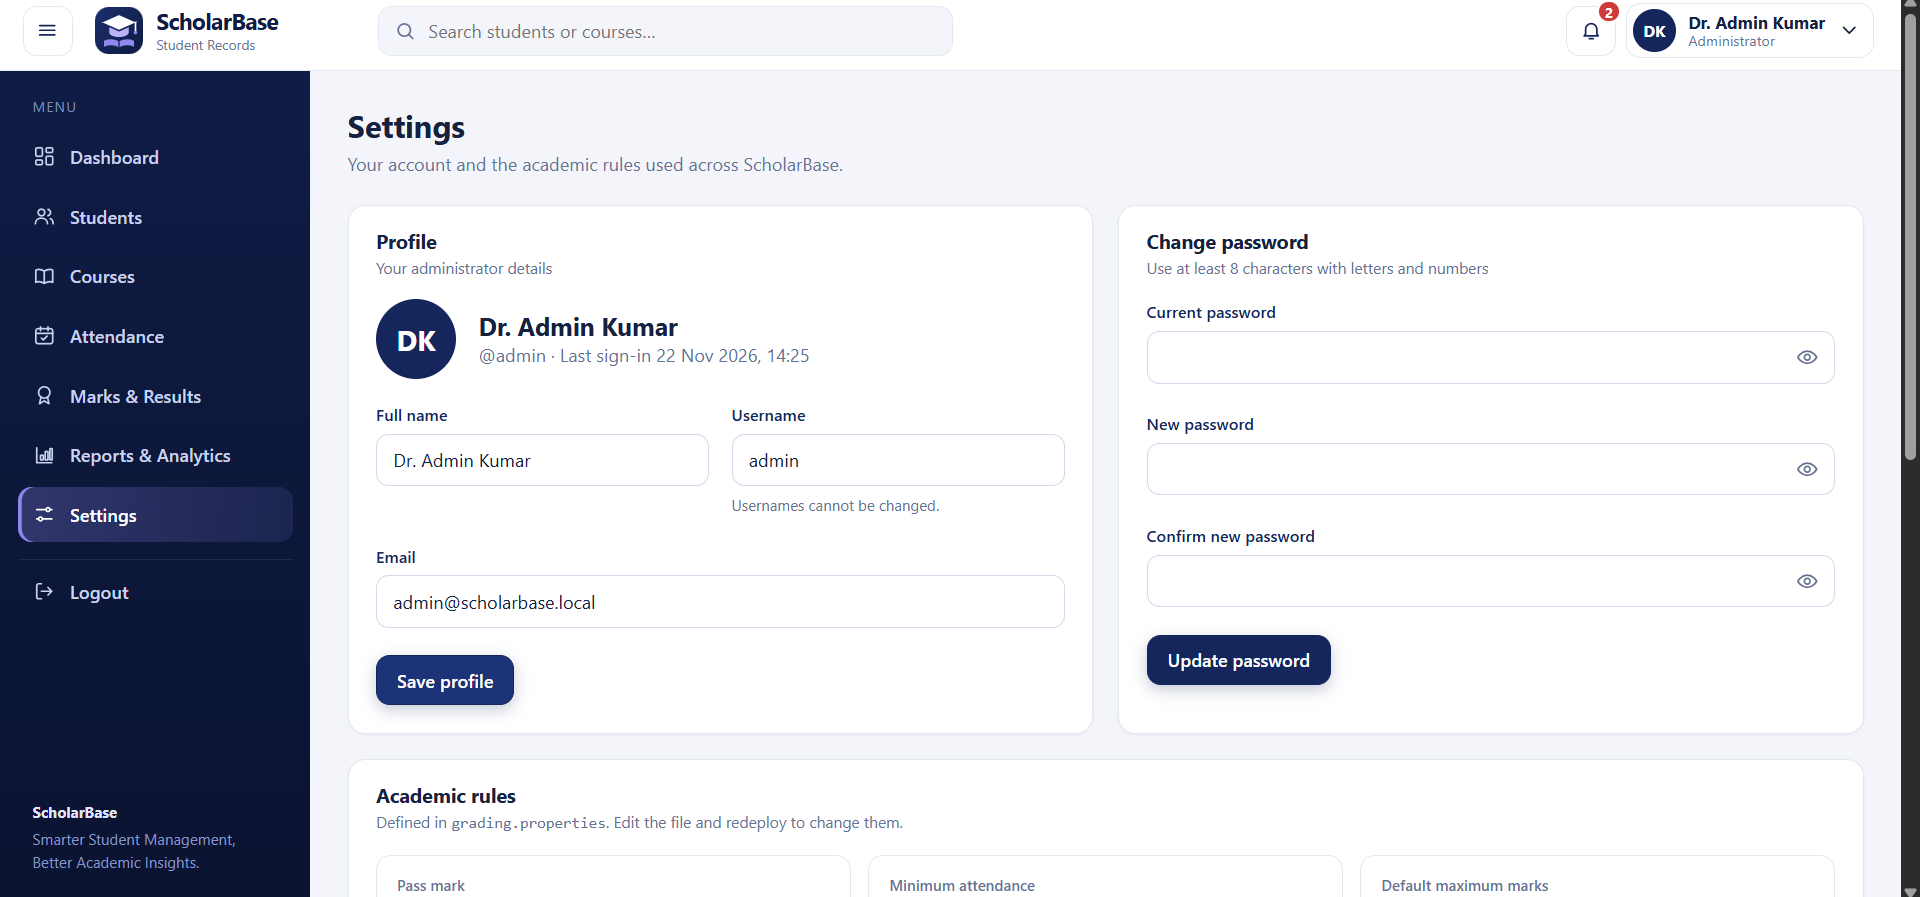 ScholarBase
Student Records
Search students or courses...
2
DK
Dr. Admin Kumar
Administrator
MENU
Dashboard
Students
Courses
Attendance
Marks & Results
Reports & Analytics
Settings
Logout
ScholarBase
Smarter Student Management,
Better Academic Insights.
Settings
Your account and the academic rules used across ScholarBase.
Profile
Your administrator details
DK
Dr. Admin Kumar
@admin · Last sign-in 22 Nov 2026, 14:25
Full name
Dr. Admin Kumar
Username
admin
Usernames cannot be changed.
Email
admin@scholarbase.local
Save profile
Change password
Use at least 8 characters with letters and numbers
Current password
New password
Confirm new password
Update password
Academic rules
Defined in grading.properties. Edit the file and redeploy to change them.
Pass mark
Minimum attendance
Default maximum marks